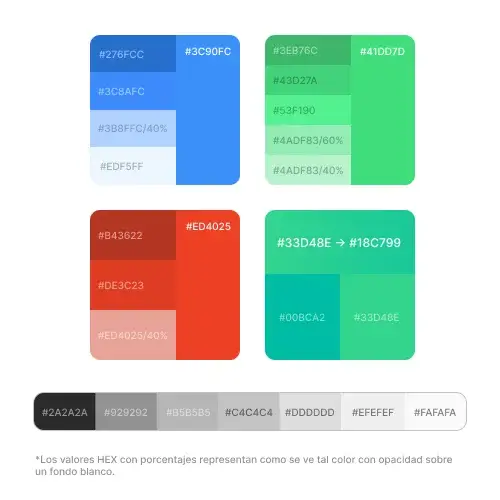 #276FCC
#3C90FC
#3C8AFC
#3B8FFC/40%
#EDF5FF
#3EB76C
#41DD7D
#43D27A
#53F190
#4ADF83/60%
#4ADF83/40%
#B43622
#ED4025
#DE3C23
#ED4025/40%
#33D48E → #18C799
#00BCA2
#33D48E
#2A2A2A
#929292
#B5B5B5
#C4C4C4
#DDDDDD
#EFEFEF
#FAFAFA
*Los valores HEX con porcentajes representan como se ve tal color con opacidad sobre
un fondo blanco.